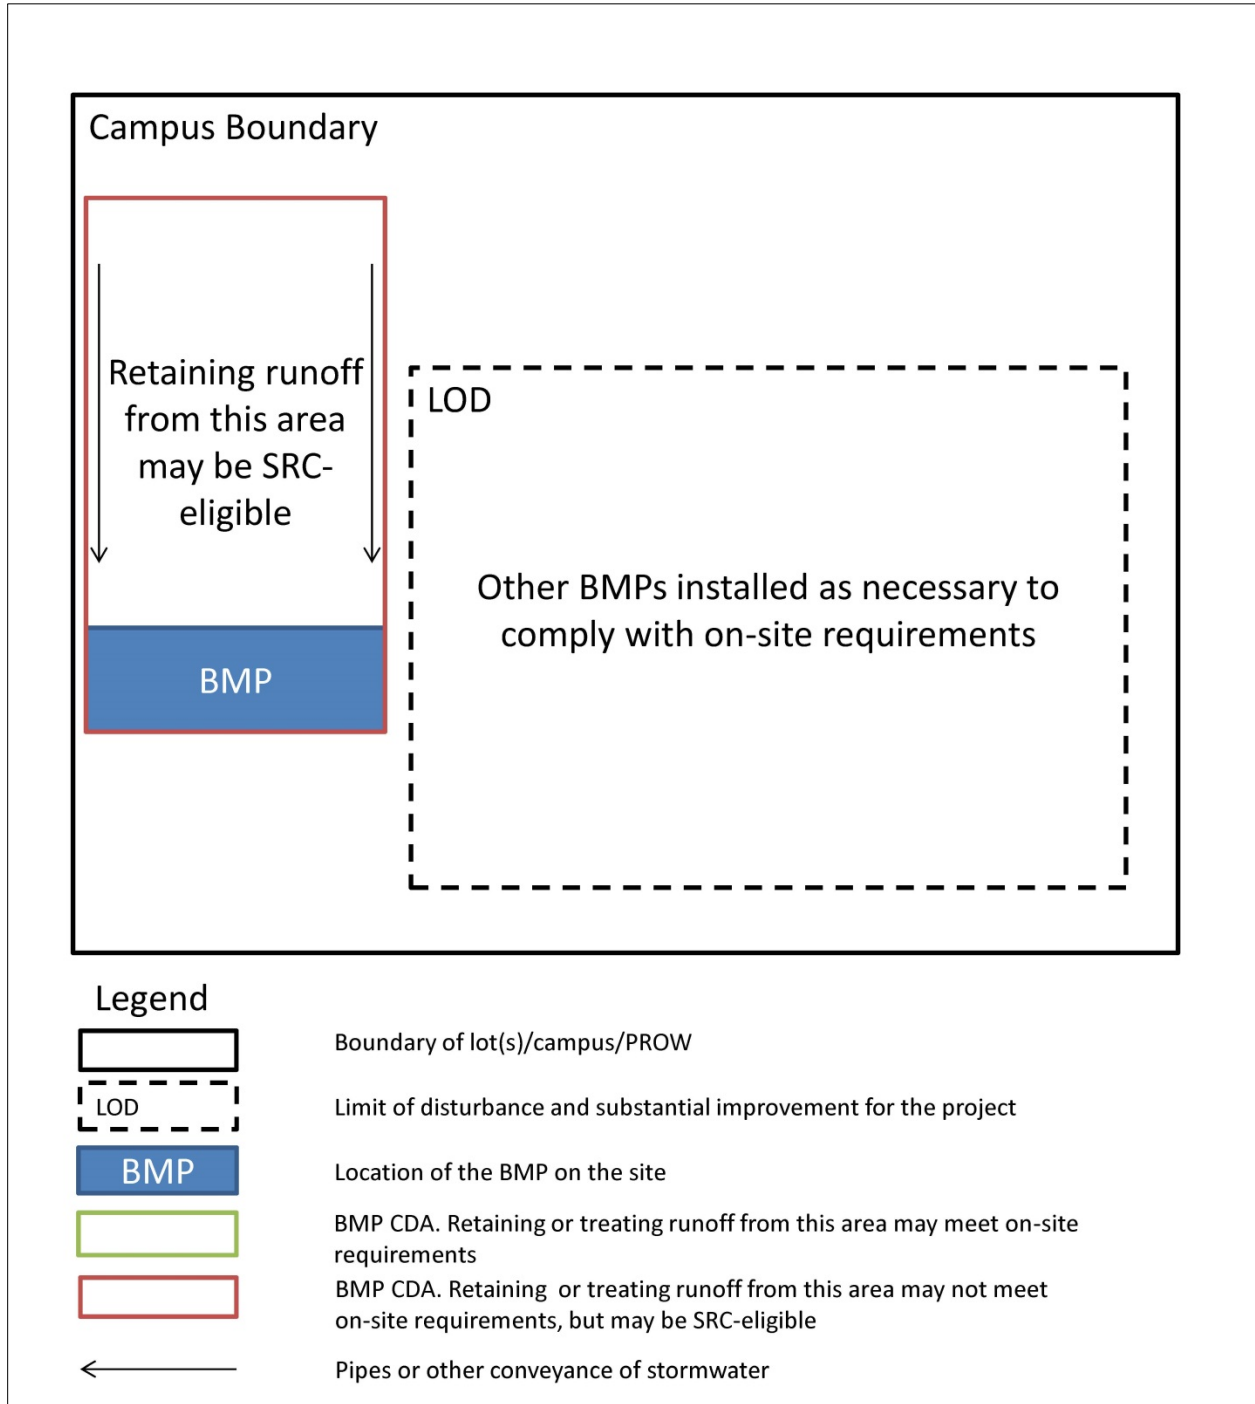 Campus Boundary
Retaining runoff
from this area
may be SRC-
eligible
BMP
LOD
Other BMPs installed as necessary to
comply with on-site requirements
Legend
Boundary of lot(s)/campus/PROW
LOD
Limit of disturbance and substantial improvement for the project
BMP
Location of the BMP on the site
BMP CDA. Retaining or treating runoff from this area may meet on-site
requirements
BMP CDA. Retaining  or treating runoff from this area may not meet
on-site requirements, but may be SRC-eligible
Pipes or other conveyance of stormwater